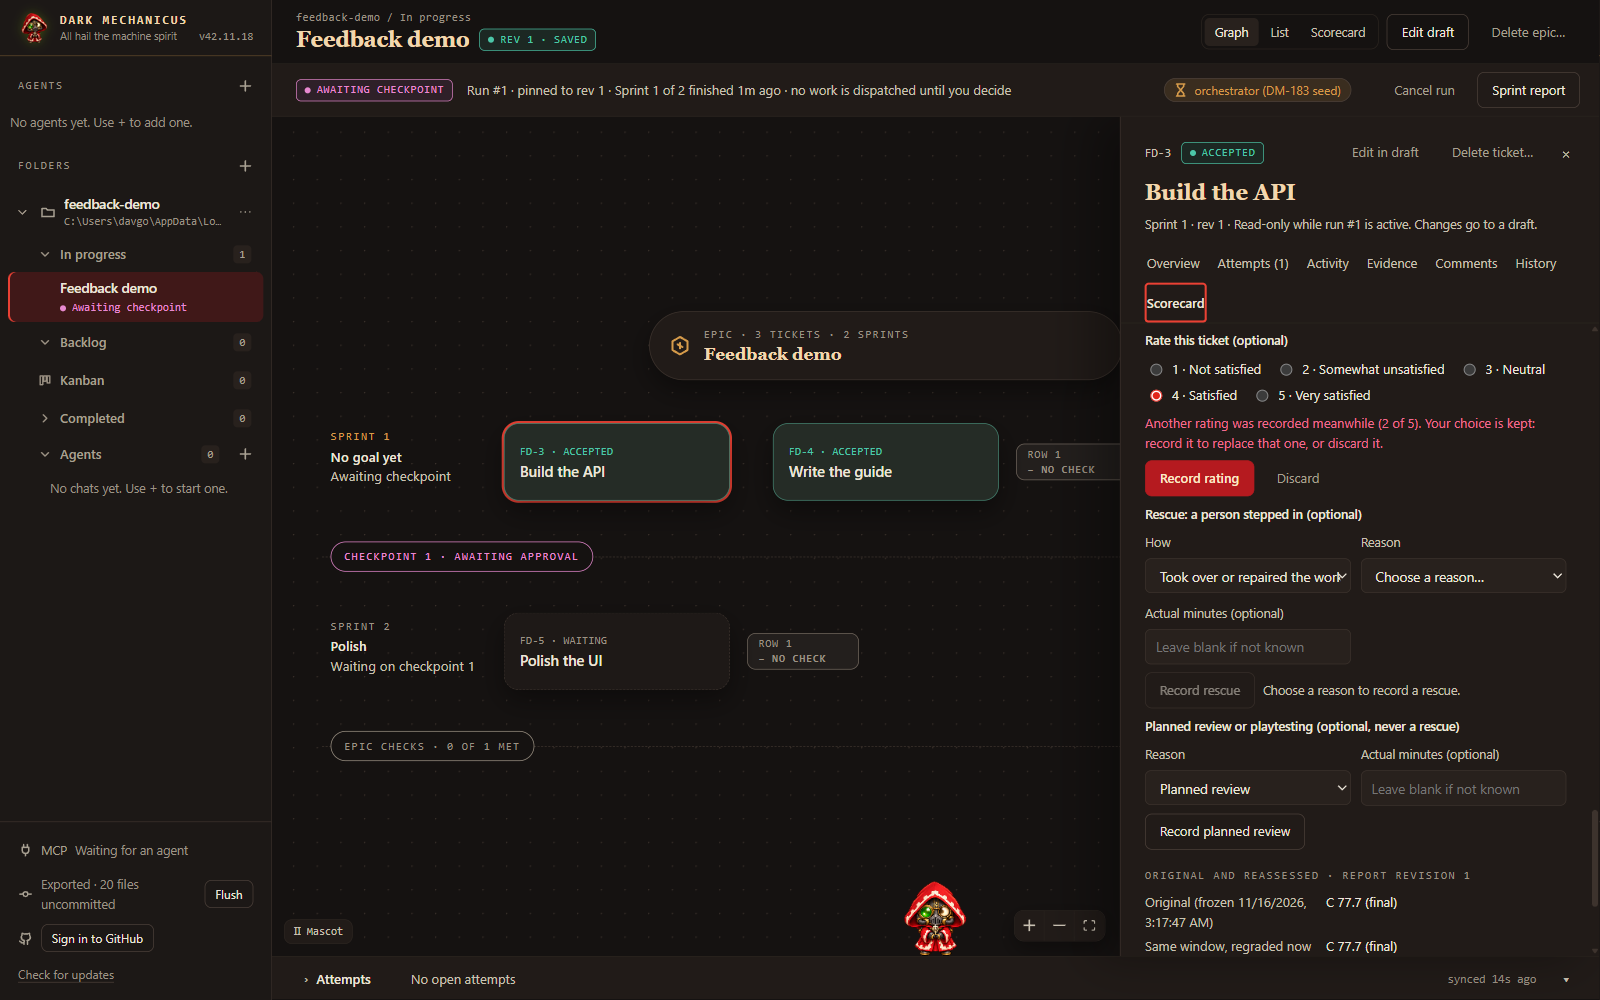 DARK MECHANICUS
All hail the machine spirit v42.11.18
AGENTS
No agents yet. Use + to add one.
FOLDERS
feedback-demo
C:\Users\davgo\AppData\Lo…
In progress 1
Feedback demo
Awaiting checkpoint
Backlog 0
Kanban 0
Completed 0
Agents 0
No chats yet. Use + to start one.
MCP Waiting for an agent
Exported · 20 files
uncommitted
Flush
Sign in to GitHub
Check for updates
feedback-demo / In progress
Feedback demo
REV 1 · SAVED
Graph List Scorecard
Edit draft
Delete epic…
AWAITING CHECKPOINT
Run #1 · pinned to rev 1 · Sprint 1 of 2 finished 1m ago · no work is dispatched until you decide
orchestrator (DM-183 seed)
Cancel run
Sprint report
EPIC · 3 TICKETS · 2 SPRINTS
Feedback demo
SPRINT 1
No goal yet
Awaiting checkpoint
FD-3 · ACCEPTED
Build the API
FD-4 · ACCEPTED
Write the guide
ROW 1
– NO CHECK
CHECKPOINT 1 · AWAITING APPROVAL
SPRINT 2
Polish
Waiting on checkpoint 1
FD-5 · WAITING
Polish the UI
ROW 1
– NO CHECK
EPIC CHECKS · 0 OF 1 MET
Mascot
FD-3 ACCEPTED
Edit in draft
Delete ticket…
×
Build the API
Sprint 1 · rev 1 · Read-only while run #1 is active. Changes go to a draft.
Overview Attempts (1) Activity Evidence Comments History
Scorecard
Rate this ticket (optional)
1 · Not satisfied 2 · Somewhat unsatisfied 3 · Neutral
4 · Satisfied 5 · Very satisfied
Another rating was recorded meanwhile (2 of 5). Your choice is kept:
record it to replace that one, or discard it.
Record rating Discard
Rescue: a person stepped in (optional)
How Reason
Took over or repaired the wor Choose a reason…
Actual minutes (optional)
Leave blank if not known
Record rescue Choose a reason to record a rescue.
Planned review or playtesting (optional, never a rescue)
Reason Actual minutes (optional)
Planned review Leave blank if not known
Record planned review
ORIGINAL AND REASSESSED · REPORT REVISION 1
Original (frozen 11/16/2026, C 77.7 (final)
3:17:47 AM)
Same window, regraded now C 77.7 (final)
Attempts No open attempts
synced 14s ago